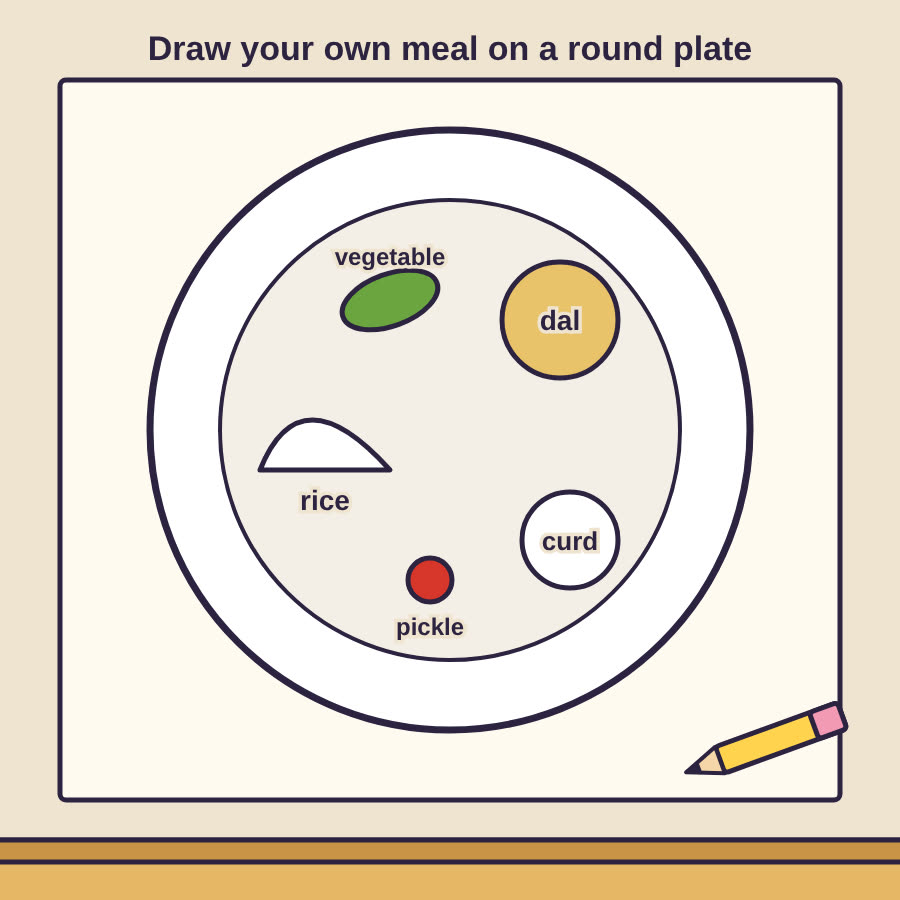 Draw your own meal on a round plate
vegetable
dal
rice
curd
pickle